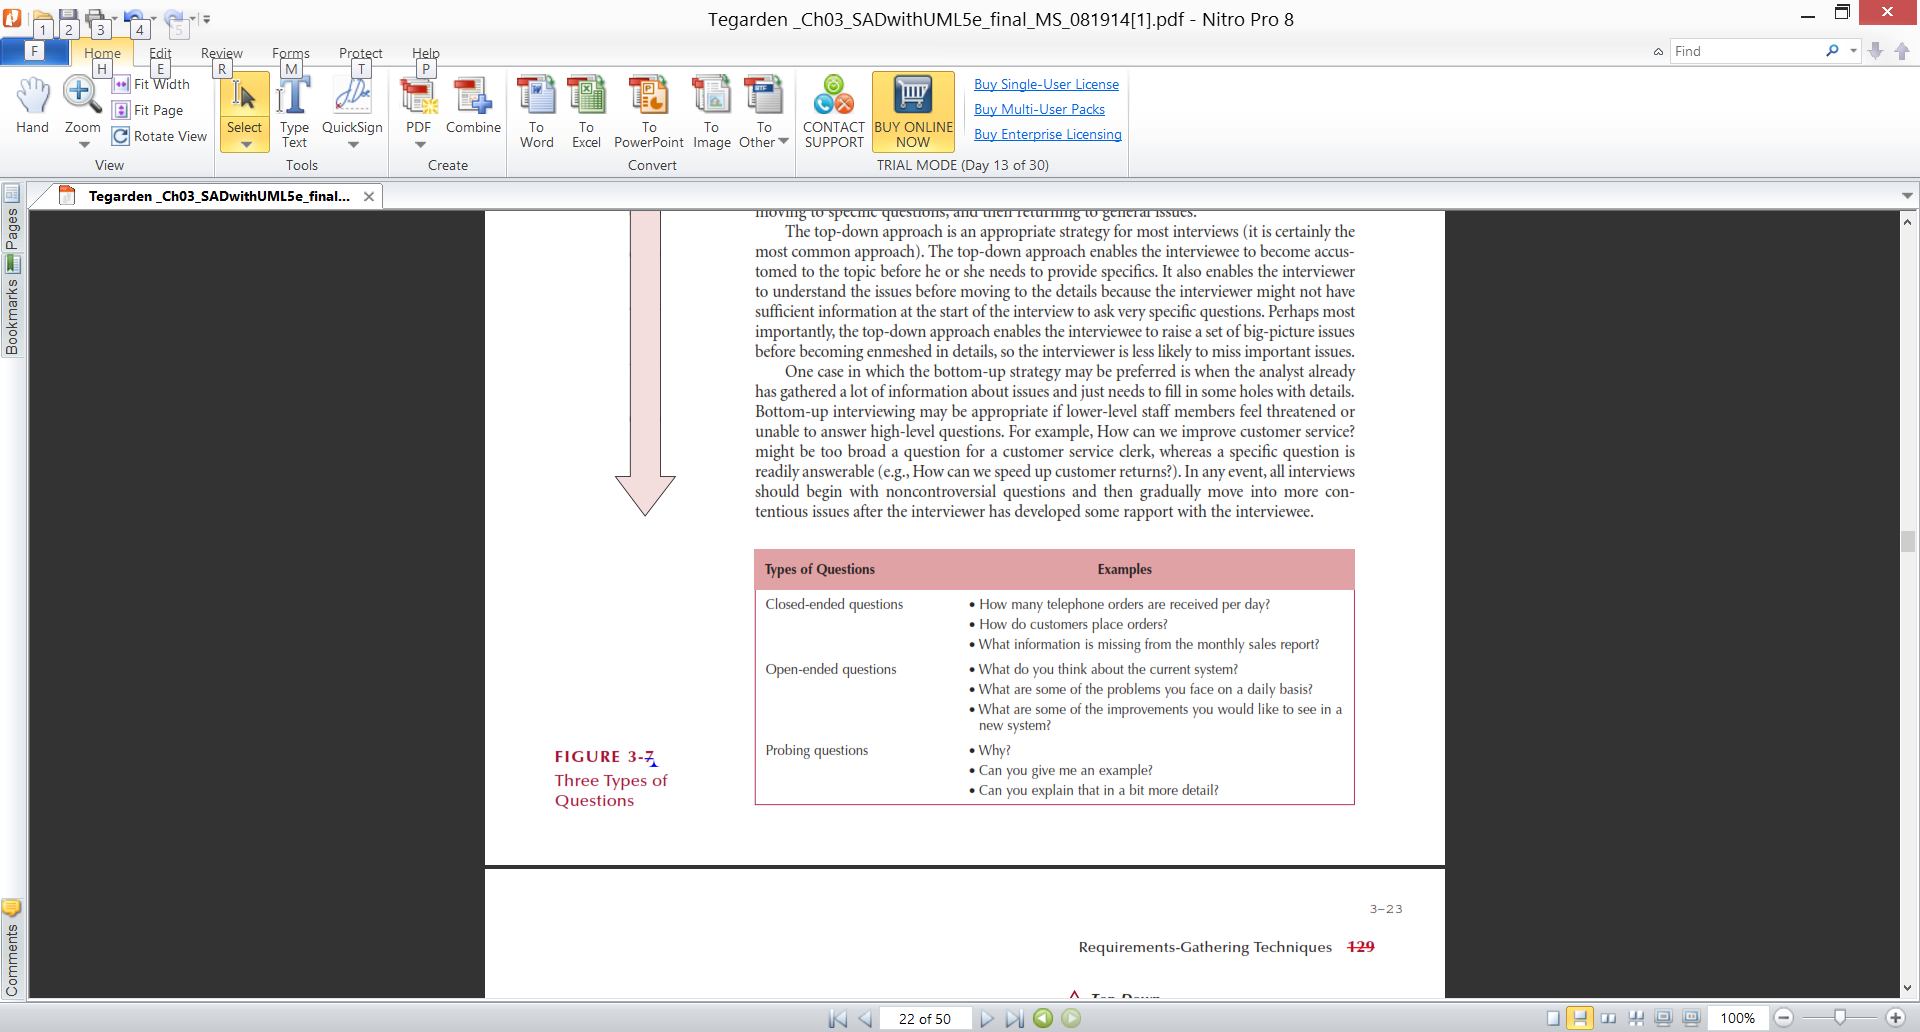 Tegarden _Ch03_SADwithUML5e_final_MS_081914[1].pdf - Nitro Pro 8
1 2 3 4 5
F Home Edit Review Forms Protect Help
H E R M T P
Find
Hand
Zoom
Fit Width
Fit Page
Rotate View
View
Select
Type Text
QuickSign
Tools
PDF
Combine
Create
To Word
To Excel
To PowerPoint
To Image
To Other
Convert
CONTACT SUPPORT
BUY ONLINE NOW
Buy Single-User License
Buy Multi-User Packs
Buy Enterprise Licensing
TRIAL MODE (Day 13 of 30)
Tegarden _Ch03_SADwithUML5e_final...
Pages
Bookmarks
Comments
moving to specific questions, and then returning to general issues.
The top-down approach is an appropriate strategy for most interviews (it is certainly the
most common approach). The top-down approach enables the interviewee to become accus-
tomed to the topic before he or she needs to provide specifics. It also enables the interviewer
to understand the issues before moving to the details because the interviewer might not have
sufficient information at the start of the interview to ask very specific questions. Perhaps most
importantly, the top-down approach enables the interviewee to raise a set of big-picture issues
before becoming enmeshed in details, so the interviewer is less likely to miss important issues.
One case in which the bottom-up strategy may be preferred is when the analyst already
has gathered a lot of information about issues and just needs to fill in some holes with details.
Bottom-up interviewing may be appropriate if lower-level staff members feel threatened or
unable to answer high-level questions. For example, How can we improve customer service?
might be too broad a question for a customer service clerk, whereas a specific question is
readily answerable (e.g., How can we speed up customer returns?). In any event, all interviews
should begin with noncontroversial questions and then gradually move into more con-
tentious issues after the interviewer has developed some rapport with the interviewee.
Types of Questions Examples
Closed-ended questions • How many telephone orders are received per day?
• How do customers place orders?
• What information is missing from the monthly sales report?
Open-ended questions • What do you think about the current system?
• What are some of the problems you face on a daily basis?
• What are some of the improvements you would like to see in a
new system?
Probing questions • Why?
• Can you give me an example?
• Can you explain that in a bit more detail?
FIGURE 3-7
Three Types of
Questions
3–23
Requirements-Gathering Techniques 129
Top-Down
22 of 50
100%